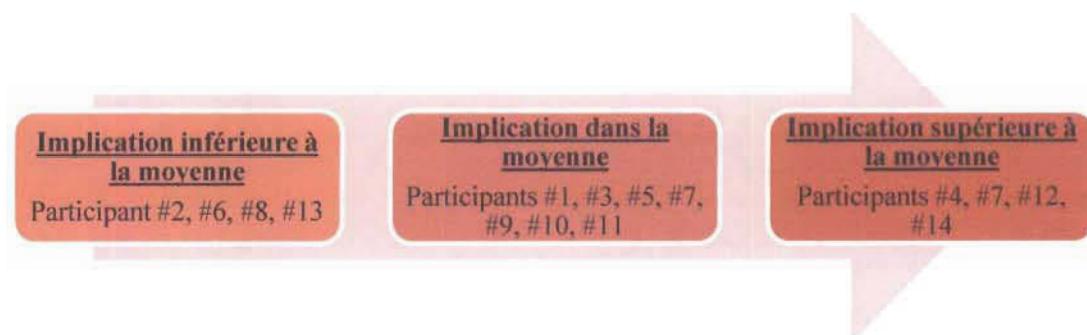 Implication inférieure à
la moyenne
Participant #2, #6, #8, #13
Implication dans la
moyenne
Participants #1, #3, #5, #7,
#9, #10, #11
Implication supérieure à
la moyenne
Participants #4, #7, #12,
#14